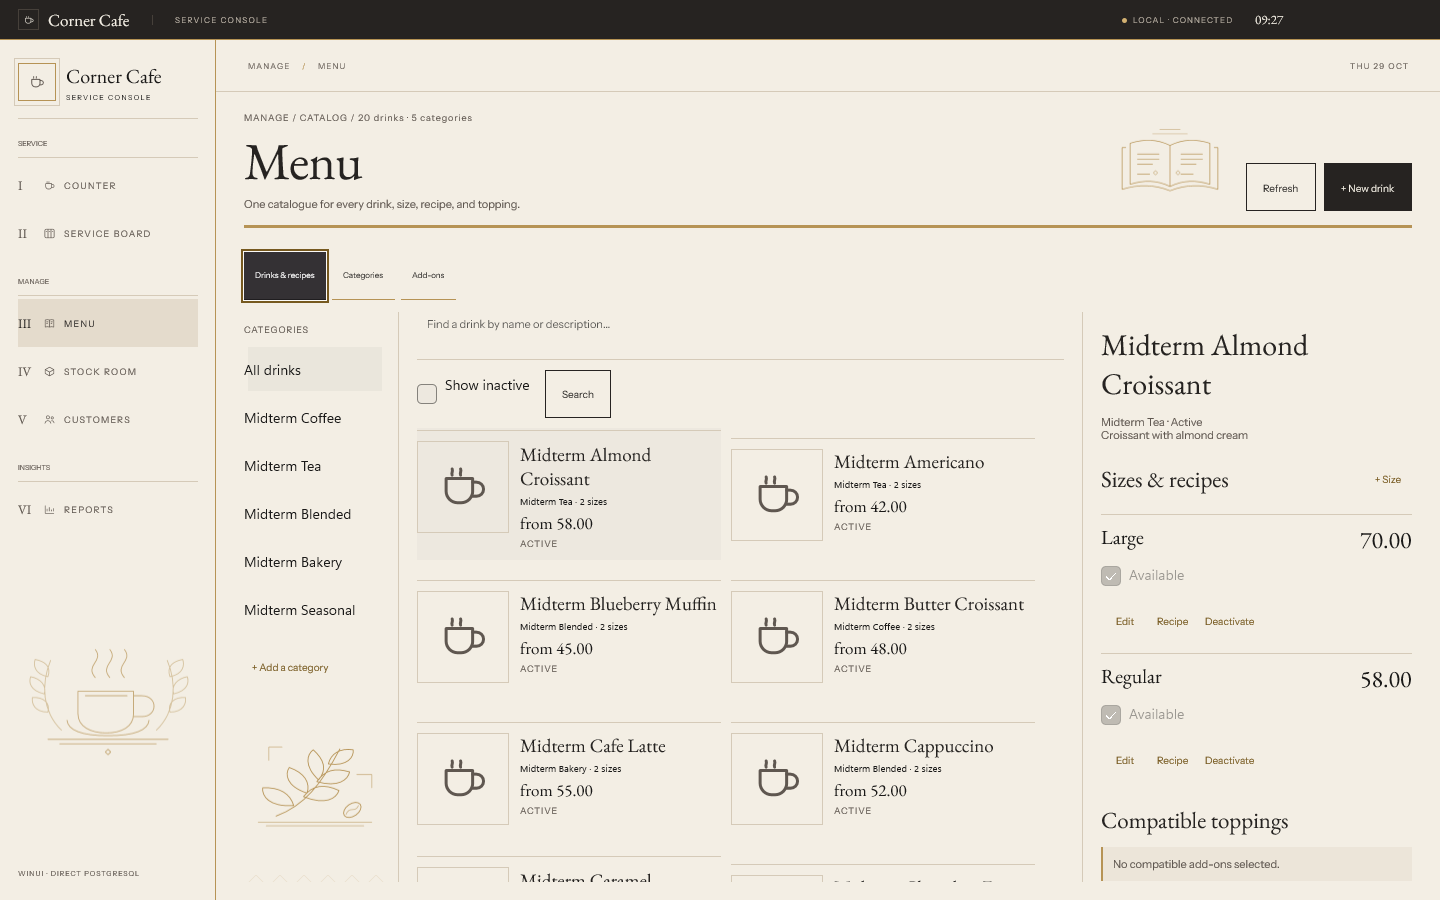 Corner Cafe
SERVICE CONSOLE
LOCAL · CONNECTED
09:27
Corner Cafe
SERVICE CONSOLE
SERVICE
I COUNTER
II SERVICE BOARD
MANAGE
III MENU
IV STOCK ROOM
V CUSTOMERS
INSIGHTS
VI REPORTS
WINUI · DIRECT POSTGRESQL
MANAGE / MENU
THU 29 OCT
MANAGE / CATALOG / 20 drinks · 5 categories
Menu
One catalogue for every drink, size, recipe, and topping.
Refresh
+ New drink
Drinks & recipes
Categories
Add-ons
CATEGORIES
All drinks
Midterm Coffee
Midterm Tea
Midterm Blended
Midterm Bakery
Midterm Seasonal
+ Add a category
Find a drink by name or description...
Show inactive
Search
Midterm Almond
Croissant
Midterm Tea · 2 sizes
from 58.00
ACTIVE
Midterm Americano
Midterm Tea · 2 sizes
from 42.00
ACTIVE
Midterm Blueberry Muffin
Midterm Blended · 2 sizes
from 45.00
ACTIVE
Midterm Butter Croissant
Midterm Coffee · 2 sizes
from 48.00
ACTIVE
Midterm Cafe Latte
Midterm Bakery · 2 sizes
from 55.00
ACTIVE
Midterm Cappuccino
Midterm Blended · 2 sizes
from 52.00
ACTIVE
Midterm Caramel
Midterm Almond
Croissant
Midterm Tea · Active
Croissant with almond cream
Sizes & recipes
+ Size
Large
70.00
Available
Edit
Recipe
Deactivate
Regular
58.00
Available
Edit
Recipe
Deactivate
Compatible toppings
No compatible add-ons selected.